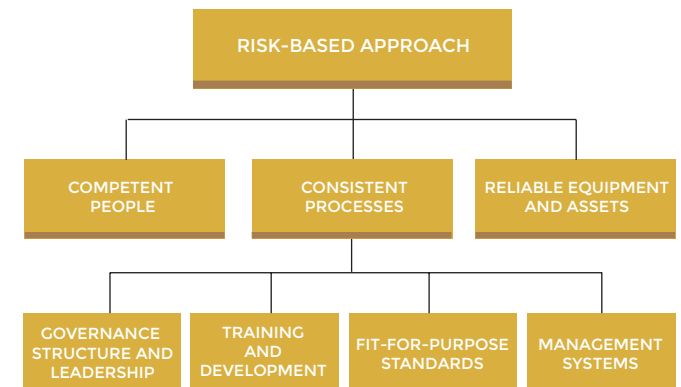 RISK-BASED APPROACH
COMPETENT
PEOPLE
CONSISTENT
PROCESSES
RELIABLE EQUIPMENT
AND ASSETS
GOVERNANCE
STRUCTURE AND
LEADERSHIP
TRAINING
AND
DEVELOPMENT
FIT-FOR-PURPOSE
STANDARDS
MANAGEMENT
SYSTEMS